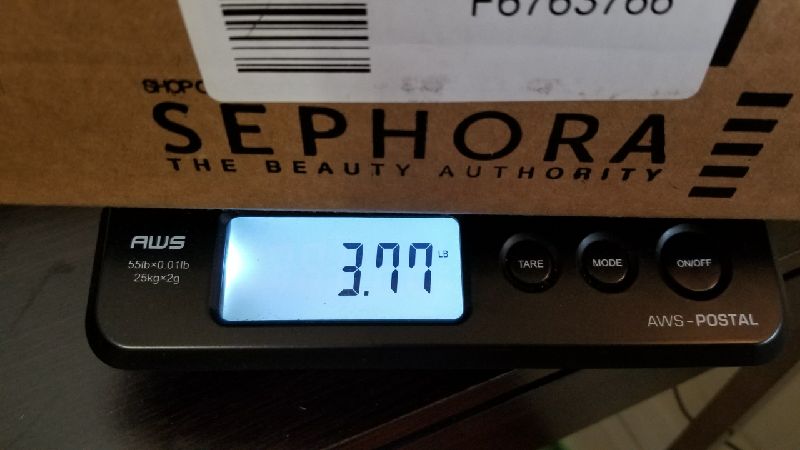 SHOP
SEPHORA
THE BEAUTY AUTHORITY
AWS
55lb×0.01lb
25kg×2g
3.77 LB
TARE
MODE
ON/OFF
AWS-POSTAL